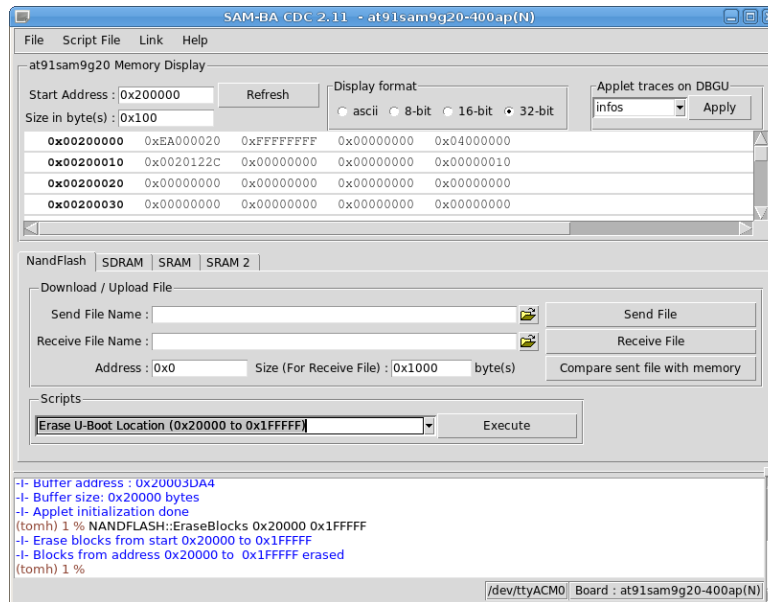 SAM-BA CDC 2.11 - at91sam9g20-400ap(N)
File Script File Link Help
at91sam9g20 Memory Display
Start Address : 0x200000 Refresh
Size in byte(s) : 0x100
Display format
ascii 8-bit 16-bit 32-bit
Applet traces on DBGU
infos Apply
0x00200000 0xEA000020 0xFFFFFFFF 0x00000000 0x04000000
0x00200010 0x0020122C 0x00000000 0x00000000 0x00000010
0x00200020 0x00000000 0x00000000 0x00000000 0x00000000
0x00200030 0x00000000 0x00000000 0x00000000 0x00000000
NandFlash SDRAM SRAM SRAM 2
Download / Upload File
Send File Name : Send File
Receive File Name : Receive File
Address : 0x0 Size (For Receive File) : 0x1000 byte(s) Compare sent file with memory
Scripts
Erase U-Boot Location (0x20000 to 0x1FFFFF) Execute
-I- Buffer address : 0x20003DA4
-I- Buffer size: 0x20000 bytes
-I- Applet initialization done
(tomh) 1 % NANDFLASH::EraseBlocks 0x20000 0x1FFFFF
-I- Erase blocks from start 0x20000 to 0x1FFFFF
-I- Blocks from address 0x20000 to 0x1FFFFF erased
(tomh) 1 %
/dev/ttyACM0 Board : at91sam9g20-400ap(N)